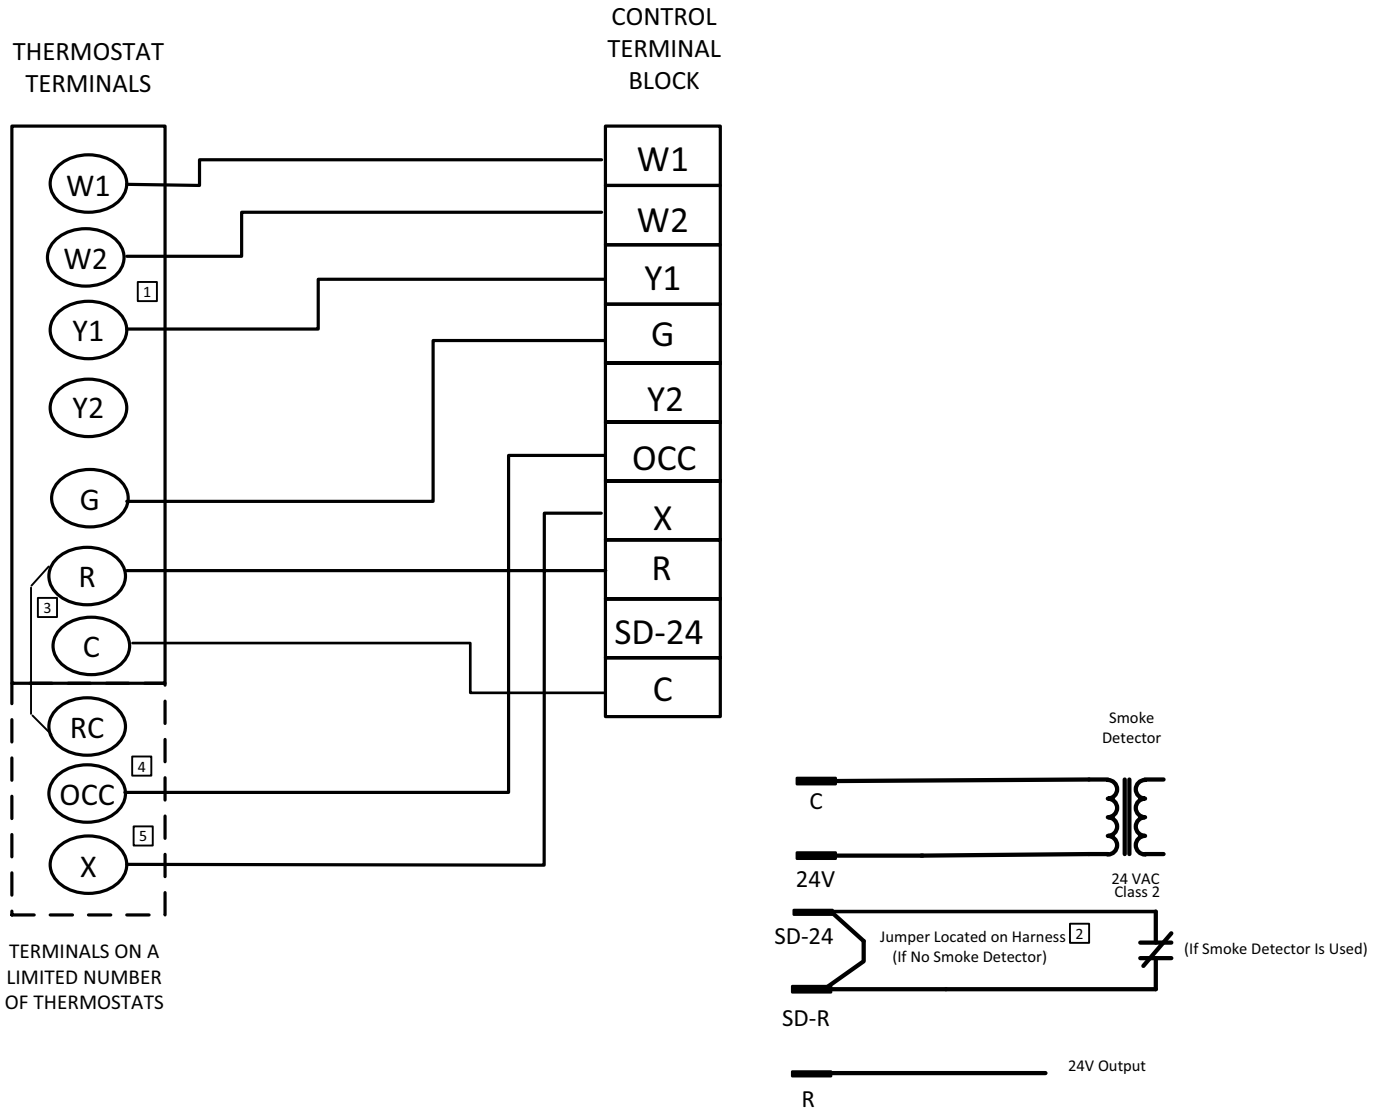 THERMOSTAT
TERMINALS
W1
W2
1
Y1
Y2
G
R
3
C
RC
4
OCC
5
X
TERMINALS ON A
LIMITED NUMBER
OF THERMOSTATS
CONTROL
TERMINAL
BLOCK
W1
W2
Y1
G
Y2
OCC
X
R
SD-24
C
Smoke
Detector
C
24V
24 VAC
Class 2
SD-24
Jumper Located on Harness 2
(If No Smoke Detector)
(If Smoke Detector Is Used)
SD-R
24V Output
R